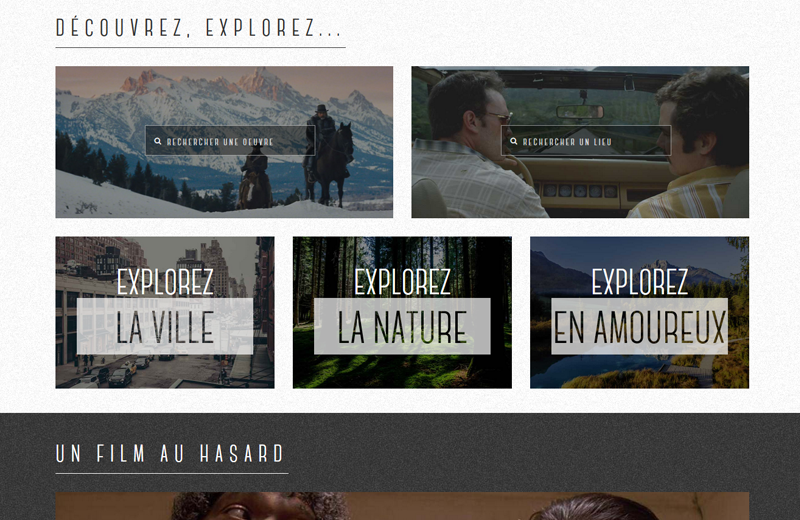 DÉCOUVREZ, EXPLOREZ...
RECHERCHER UNE OEUVRE
RECHERCHER UN LIEU
EXPLOREZ
LA VILLE
EXPLOREZ
LA NATURE
EXPLOREZ
EN AMOUREUX
UN FILM AU HASARD